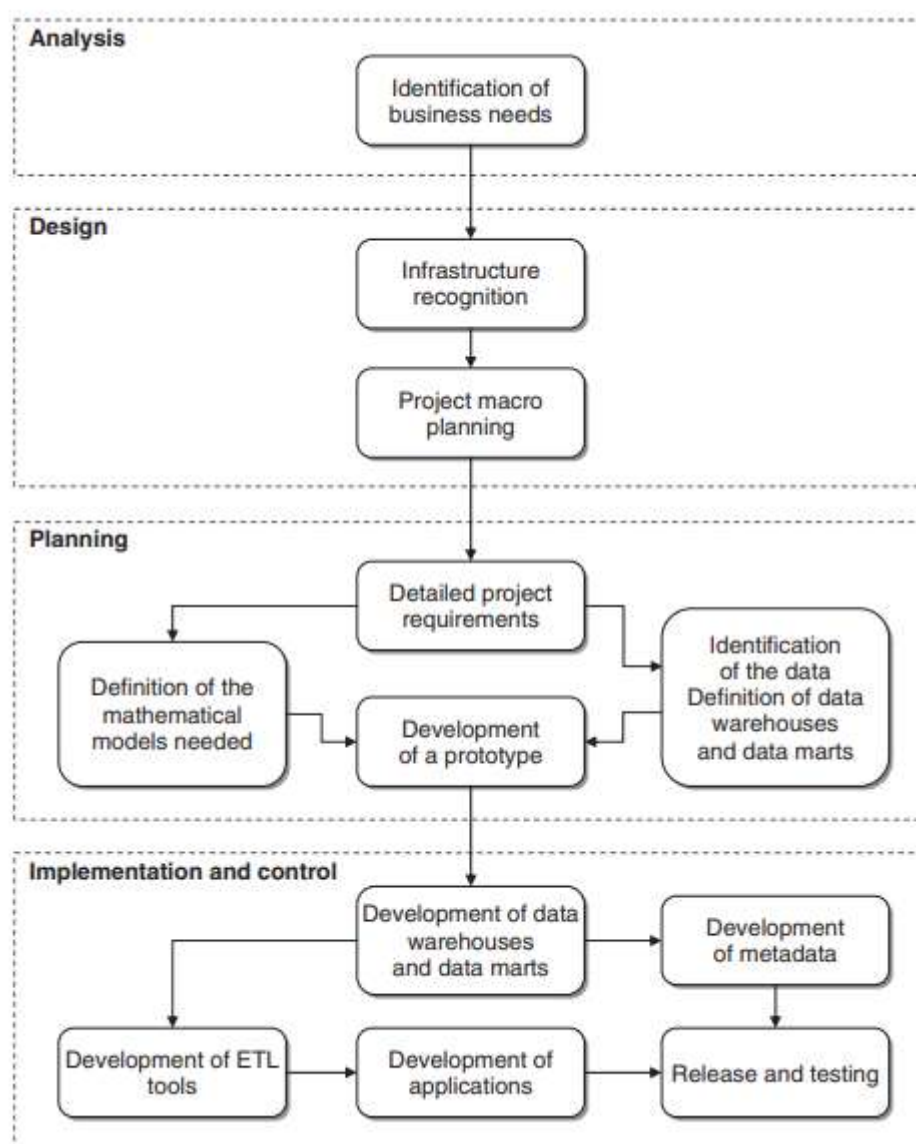 Analysis
Identification of
business needs
Design
Infrastructure
recognition
Project macro
planning
Planning
Detailed project
requirements
Definition of the
mathematical
models needed
Development
of a prototype
Identification
of the data
Definition of data
warehouses
and data marts
Implementation and control
Development of data
warehouses
and data marts
Development
of metadata
Development of ETL
tools
Development of
applications
Release and testing